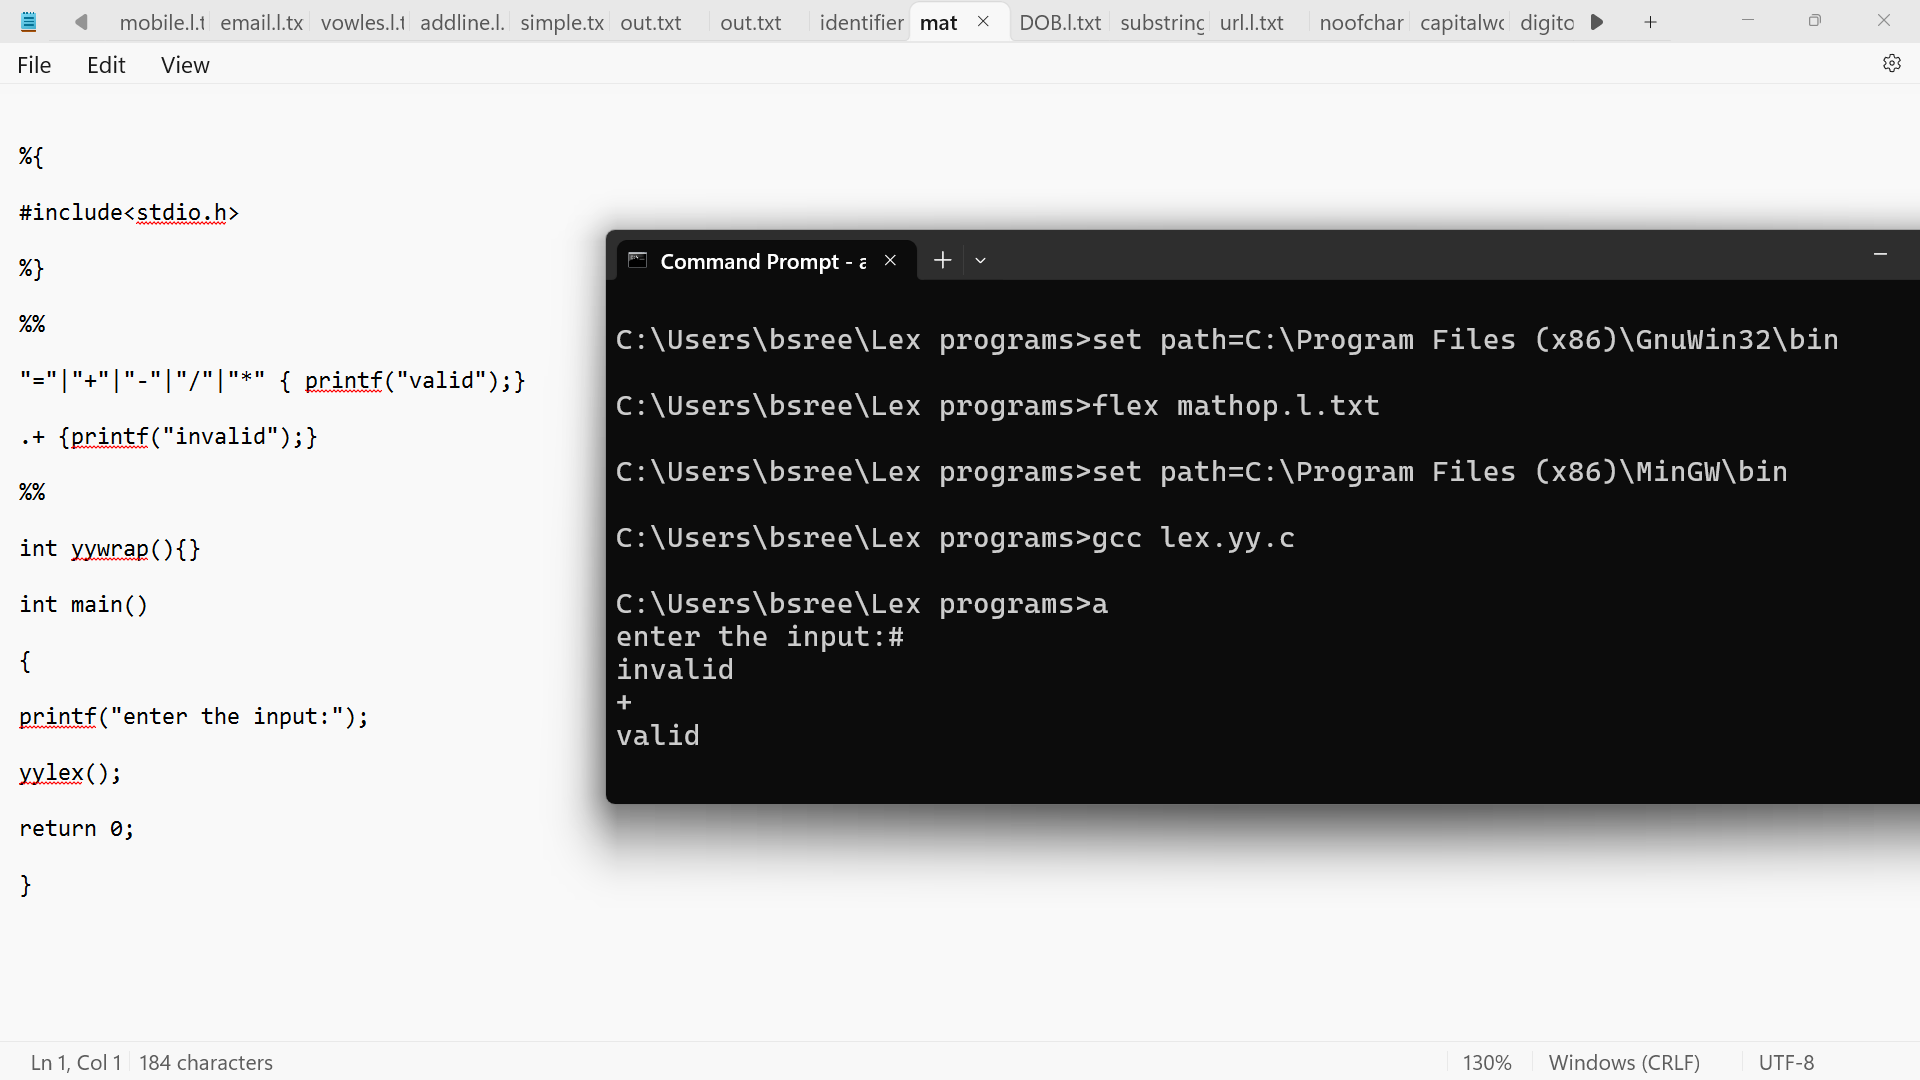 mobile.l.t email.l.tx vowles.l.t addline.l. simple.tx out.txt out.txt identifier mat DOB.l.txt substring url.l.txt noofchar capitalwo digito
File Edit View
%{
#include<stdio.h>
%}
%%
"="|"+"|"-"|"/"|"*" { printf("valid");}
.+ {printf("invalid");}
%%
int yywrap(){}
int main()
{
printf("enter the input:");
yylex();
return 0;
}
Command Prompt - a
C:\Users\bsree\Lex programs>set path=C:\Program Files (x86)\GnuWin32\bin
C:\Users\bsree\Lex programs>flex mathop.l.txt
C:\Users\bsree\Lex programs>set path=C:\Program Files (x86)\MinGW\bin
C:\Users\bsree\Lex programs>gcc lex.yy.c
C:\Users\bsree\Lex programs>a
enter the input:#
invalid
+
valid
Ln 1, Col 1 184 characters 130% Windows (CRLF) UTF-8